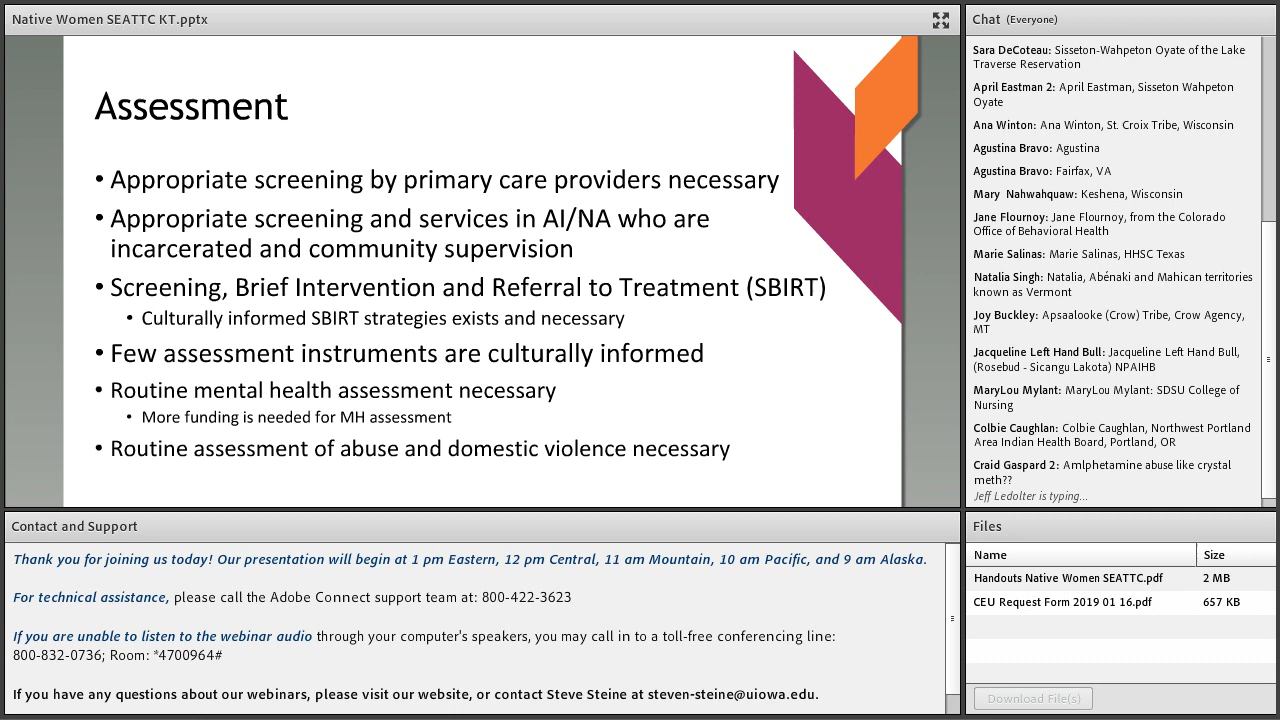 Native Women SEATTC KT.pptx
Assessment
• Appropriate screening by primary care providers necessary
• Appropriate screening and services in AI/NA who are
incarcerated and community supervision
• Screening, Brief Intervention and Referral to Treatment (SBIRT)
• Culturally informed SBIRT strategies exists and necessary
• Few assessment instruments are culturally informed
• Routine mental health assessment necessary
• More funding is needed for MH assessment
• Routine assessment of abuse and domestic violence necessary
Chat (Everyone)
Sara DeCoteau: Sisseton-Wahpeton Oyate of the Lake
Traverse Reservation
April Eastman 2: April Eastman, Sisseton Wahpeton
Oyate
Ana Winton: Ana Winton, St. Croix Tribe, Wisconsin
Agustina Bravo: Agustina
Agustina Bravo: Fairfax, VA
Mary Nahwahquaw: Keshena, Wisconsin
Jane Flournoy: Jane Flournoy, from the Colorado
Office of Behavioral Health
Marie Salinas: Marie Salinas, HHSC Texas
Natalia Singh: Natalia, Abénaki and Mahican territories
known as Vermont
Joy Buckley: Apsaalooke (Crow) Tribe, Crow Agency,
MT
Jacqueline Left Hand Bull: Jacqueline Left Hand Bull,
(Rosebud - Sicangu Lakota) NPAIHB
MaryLou Mylant: MaryLou Mylant: SDSU College of
Nursing
Colbie Caughlan: Colbie Caughlan, Northwest Portland
Area Indian Health Board, Portland, OR
Craid Gaspard 2: Amlphetamine abuse like crystal
meth??
Jeff Ledolter is typing...
Contact and Support
Thank you for joining us today! Our presentation will begin at 1 pm Eastern, 12 pm Central, 11 am Mountain, 10 am Pacific, and 9 am Alaska.
For technical assistance, please call the Adobe Connect support team at: 800-422-3623
If you are unable to listen to the webinar audio through your computer's speakers, you may call in to a toll-free conferencing line:
800-832-0736; Room: *4700964#
If you have any questions about our webinars, please visit our website, or contact Steve Steine at steven-steine@uiowa.edu.
Files
Name Size
Handouts Native Women SEATTC.pdf 2 MB
CEU Request Form 2019 01 16.pdf 657 KB
Download File(s)